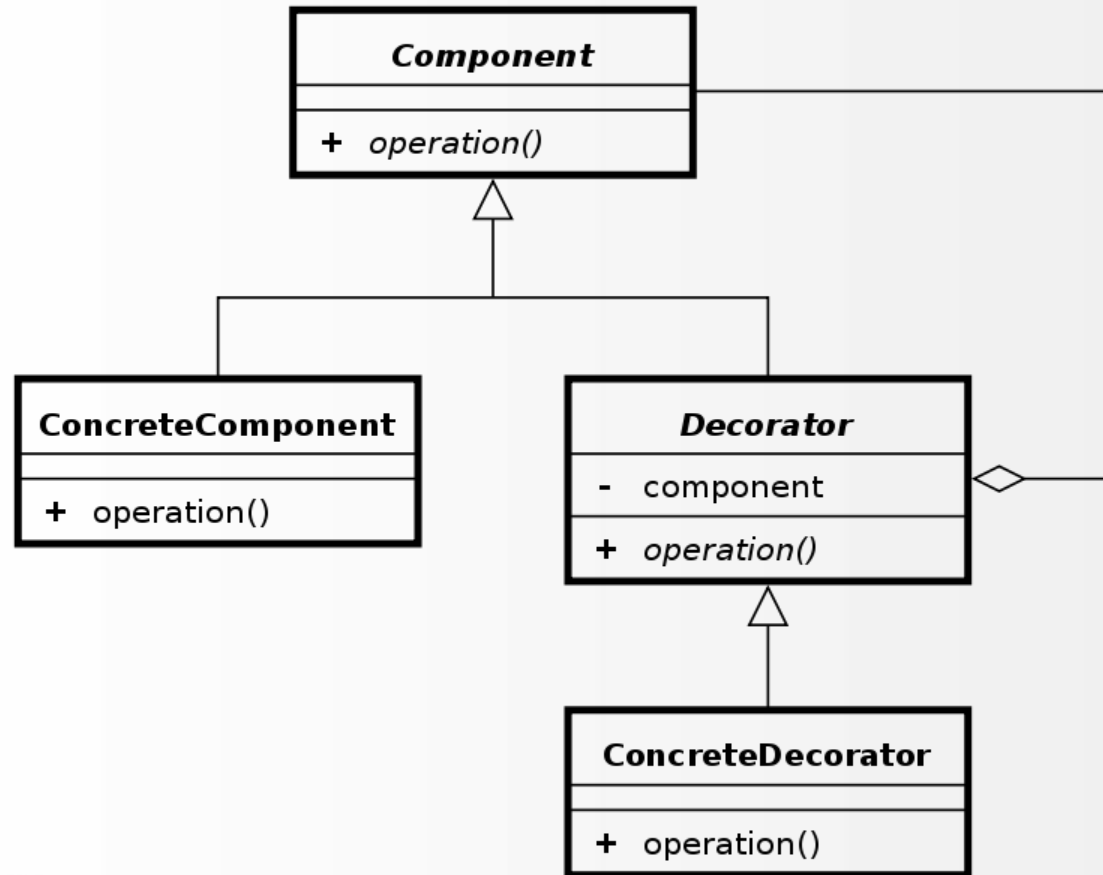 Component
+ operation()
ConcreteComponent
+ operation()
Decorator
- component
+ operation()
ConcreteDecorator
+ operation()